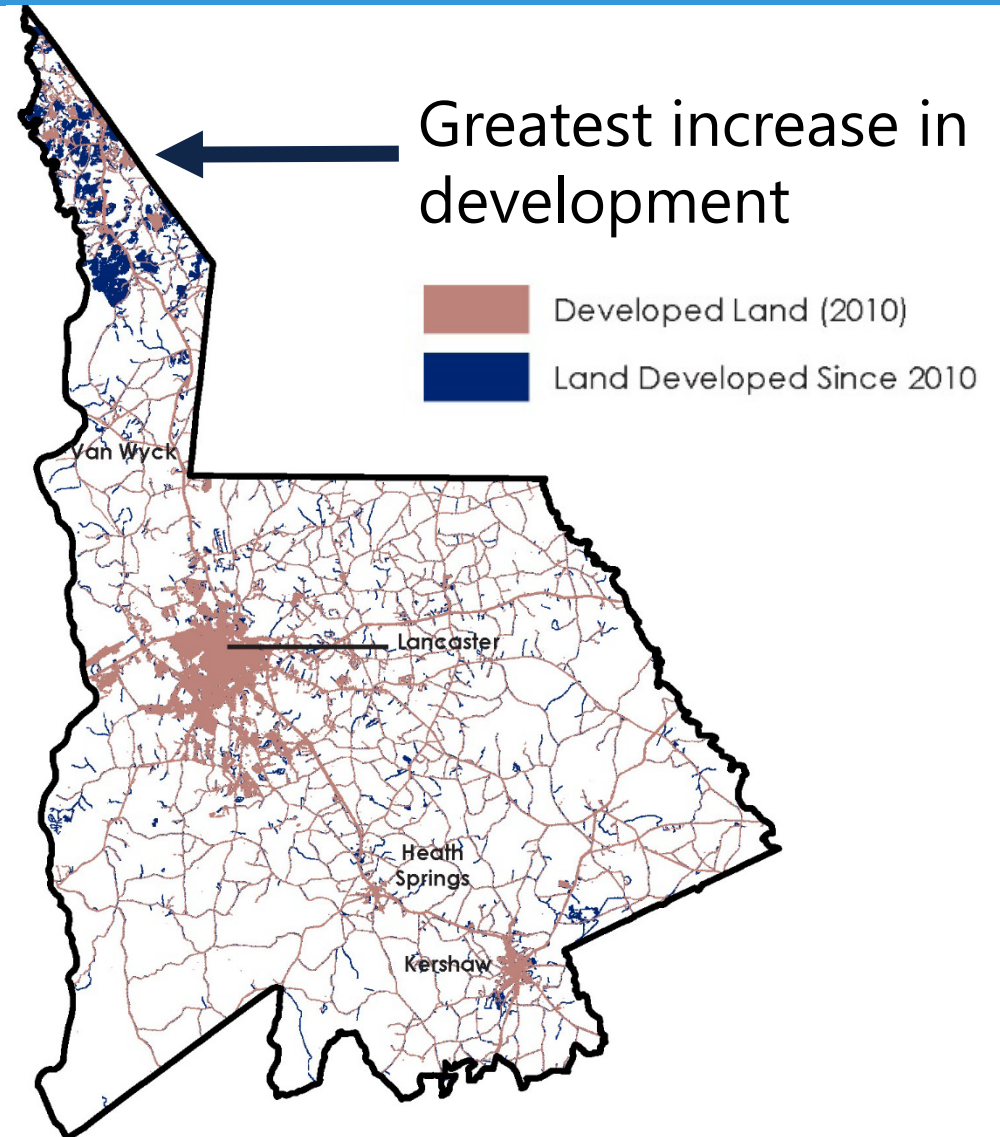 Greatest increase in
development
Developed Land (2010)
Land Developed Since 2010
Van Wyck
Lancaster
Heath
Springs
Kershaw